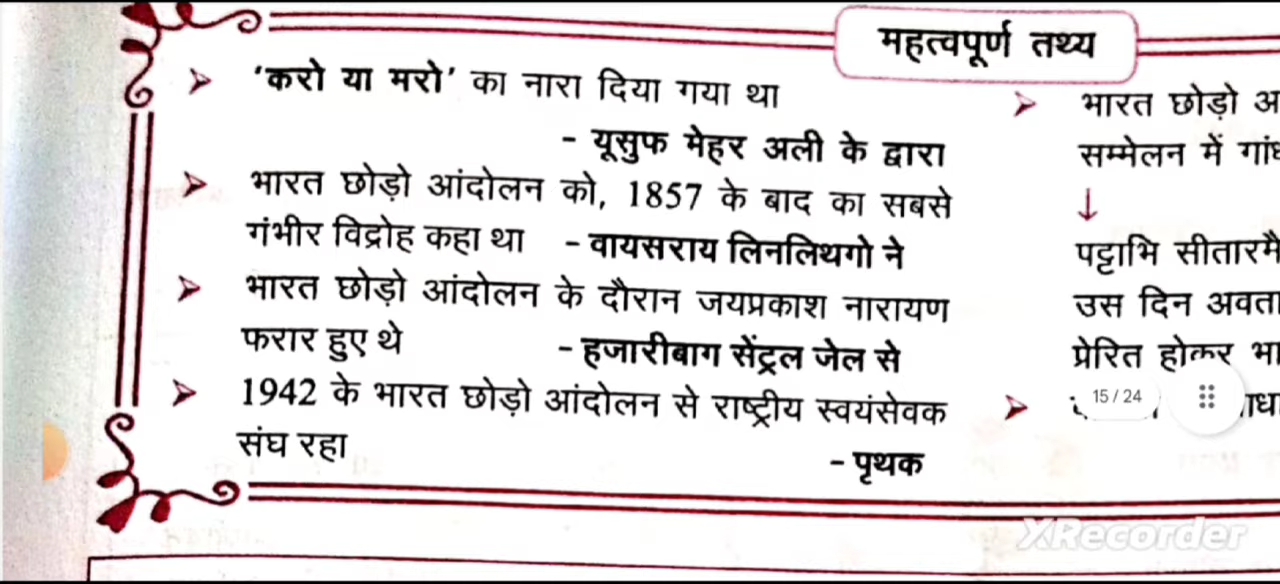 महत्वपूर्ण तथ्य
➤ 'करो या मरो' का नारा दिया गया था
- यूसुफ मेहर अली के द्वारा
➤ भारत छोड़ो आंदोलन को, 1857 के बाद का सबसे
गंभीर विद्रोह कहा था - वायसराय लिनलिथगो ने
➤ भारत छोड़ो आंदोलन के दौरान जयप्रकाश नारायण
फरार हुए थे - हजारीबाग सेंट्रल जेल से
➤ 1942 के भारत छोड़ो आंदोलन से राष्ट्रीय स्वयंसेवक
संघ रहा
- पृथक
➤ भारत छोड़ो
सम्मेलन में
↓
पट्टाभि
उस दिन
प्रेरित होकर
15 / 24
XRecorder